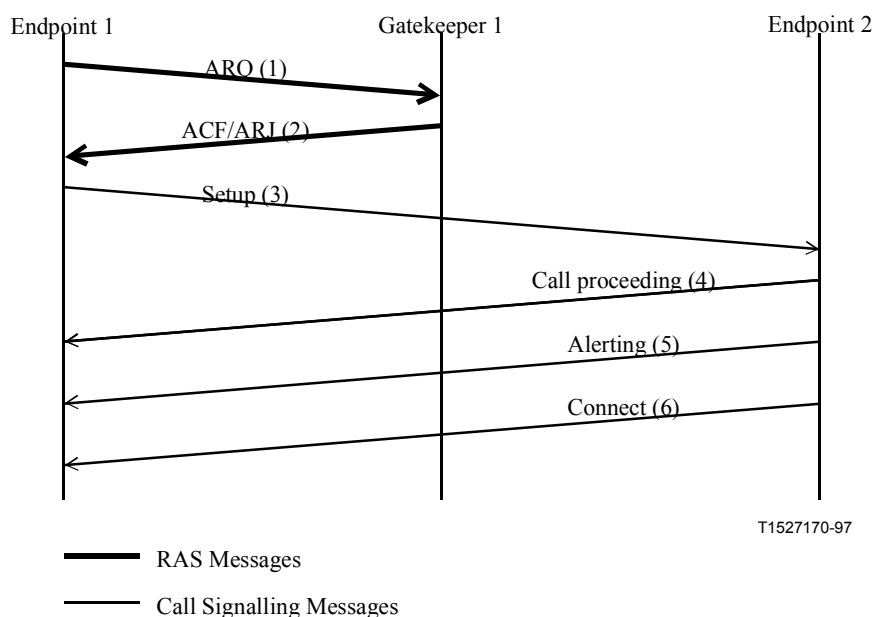 Endpoint 1
Gatekeeper 1
Endpoint 2
ARQ (1)
ACF/ARJ (2)
Setup (3)
Call proceeding (4)
Alerting (5)
Connect (6)
T1527170-97
RAS Messages
Call Signalling Messages